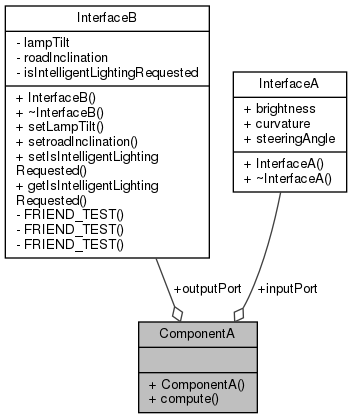 InterfaceB
- lampTilt
- roadInclination
- isIntelligentLightingRequested
+ InterfaceB()
+ ~InterfaceB()
+ setLampTilt()
+ setroadInclination()
+ setIsIntelligentLighting
Requested()
+ getIsIntelligentLighting
Requested()
- FRIEND_TEST()
- FRIEND_TEST()
- FRIEND_TEST()
InterfaceA
+ brightness
+ curvature
+ steeringAngle
+ InterfaceA()
+ ~InterfaceA()
+outputPort
+inputPort
ComponentA
+ ComponentA()
+ compute()